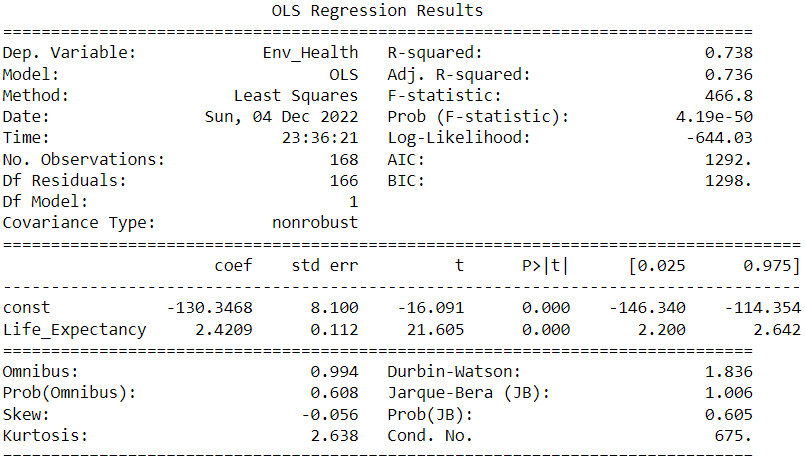 OLS Regression Results
==============================================================================
Dep. Variable: Env_Health R-squared: 0.738
Model: OLS Adj. R-squared: 0.736
Method: Least Squares F-statistic: 466.8
Date: Sun, 04 Dec 2022 Prob (F-statistic): 4.19e-50
Time: 23:36:21 Log-Likelihood: -644.03
No. Observations: 168 AIC: 1292.
Df Residuals: 166 BIC: 1298.
Df Model: 1
Covariance Type: nonrobust
===================================================================================
coef std err t P>|t| [0.025 0.975]
-----------------------------------------------------------------------------------
const -130.3468 8.100 -16.091 0.000 -146.340 -114.354
Life_Expectancy 2.4209 0.112 21.605 0.000 2.200 2.642
==============================================================================
Omnibus: 0.994 Durbin-Watson: 1.836
Prob(Omnibus): 0.608 Jarque-Bera (JB): 1.006
Skew: -0.056 Prob(JB): 0.605
Kurtosis: 2.638 Cond. No. 675.
==============================================================================